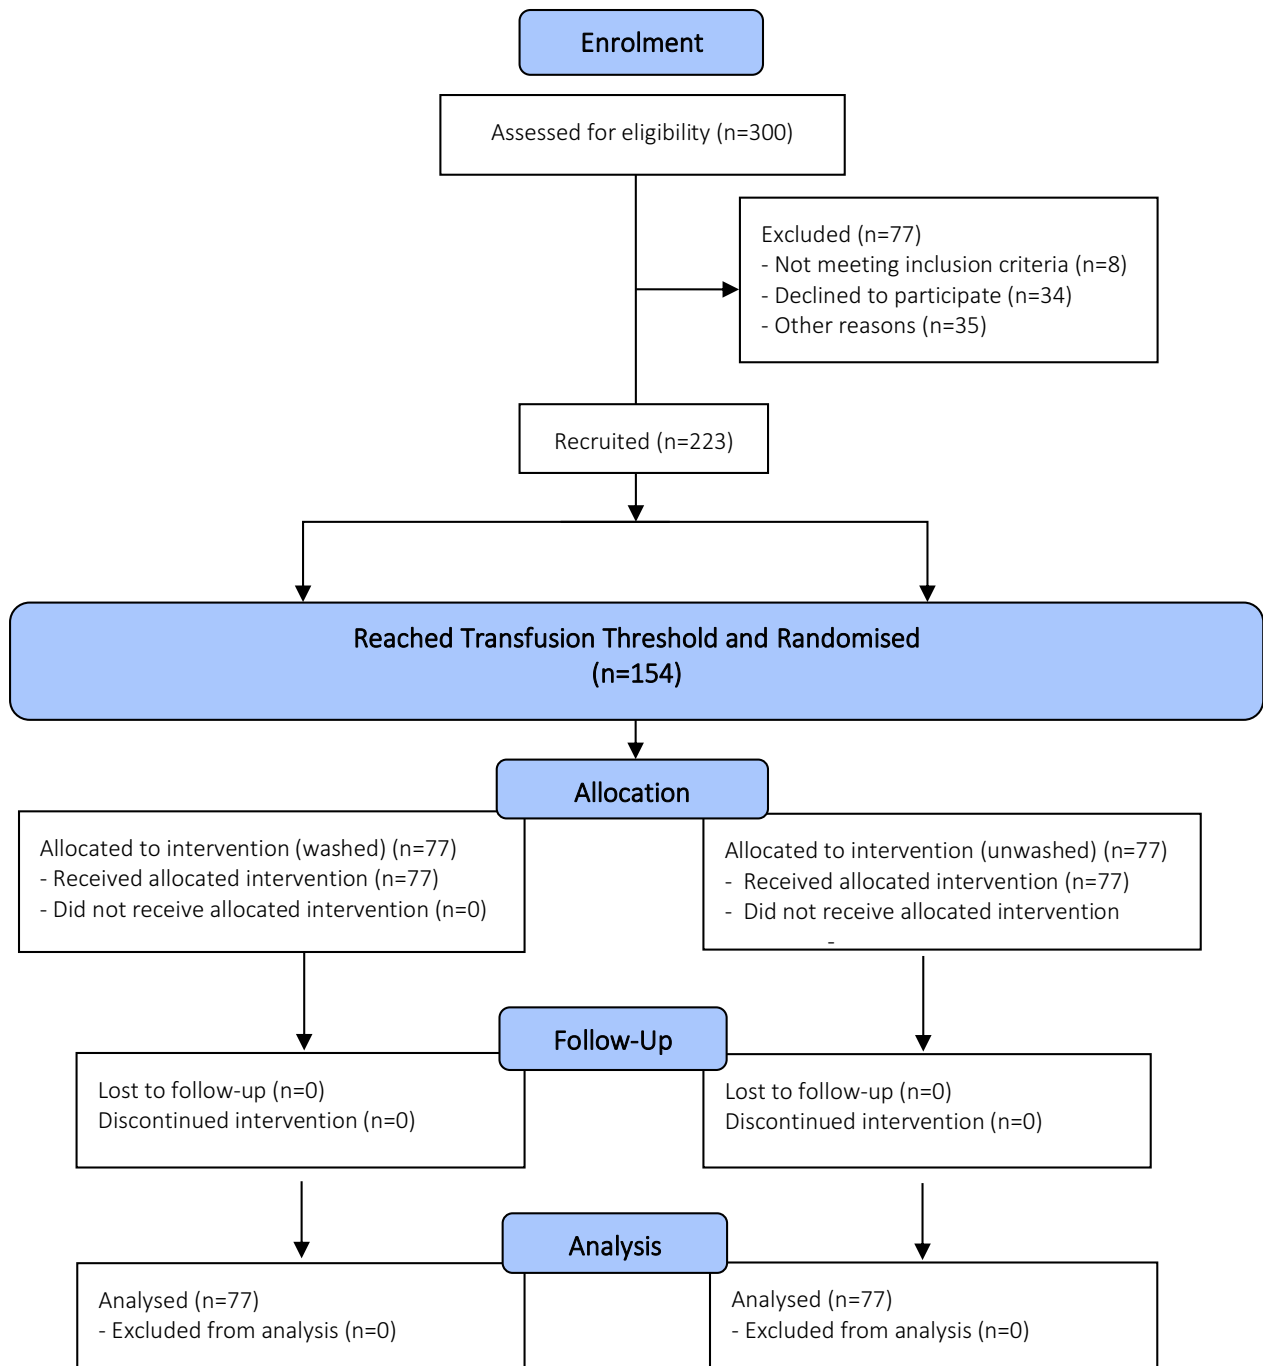 Enrolment
Assessed for eligibility (n=300)
Excluded (n=77)
- Not meeting inclusion criteria (n=8)
- Declined to participate (n=34)
- Other reasons (n=35)
Recruited (n=223)
Reached Transfusion Threshold and Randomised
(n=154)
Allocation
Allocated to intervention (washed) (n=77)
- Received allocated intervention (n=77)
- Did not receive allocated intervention (n=0)
Allocated to intervention (unwashed) (n=77)
- Received allocated intervention (n=77)
- Did not receive allocated intervention
-
Follow-Up
Lost to follow-up (n=0)
Discontinued intervention (n=0)
Lost to follow-up (n=0)
Discontinued intervention (n=0)
Analysis
Analysed (n=77)
- Excluded from analysis (n=0)
Analysed (n=77)
- Excluded from analysis (n=0)